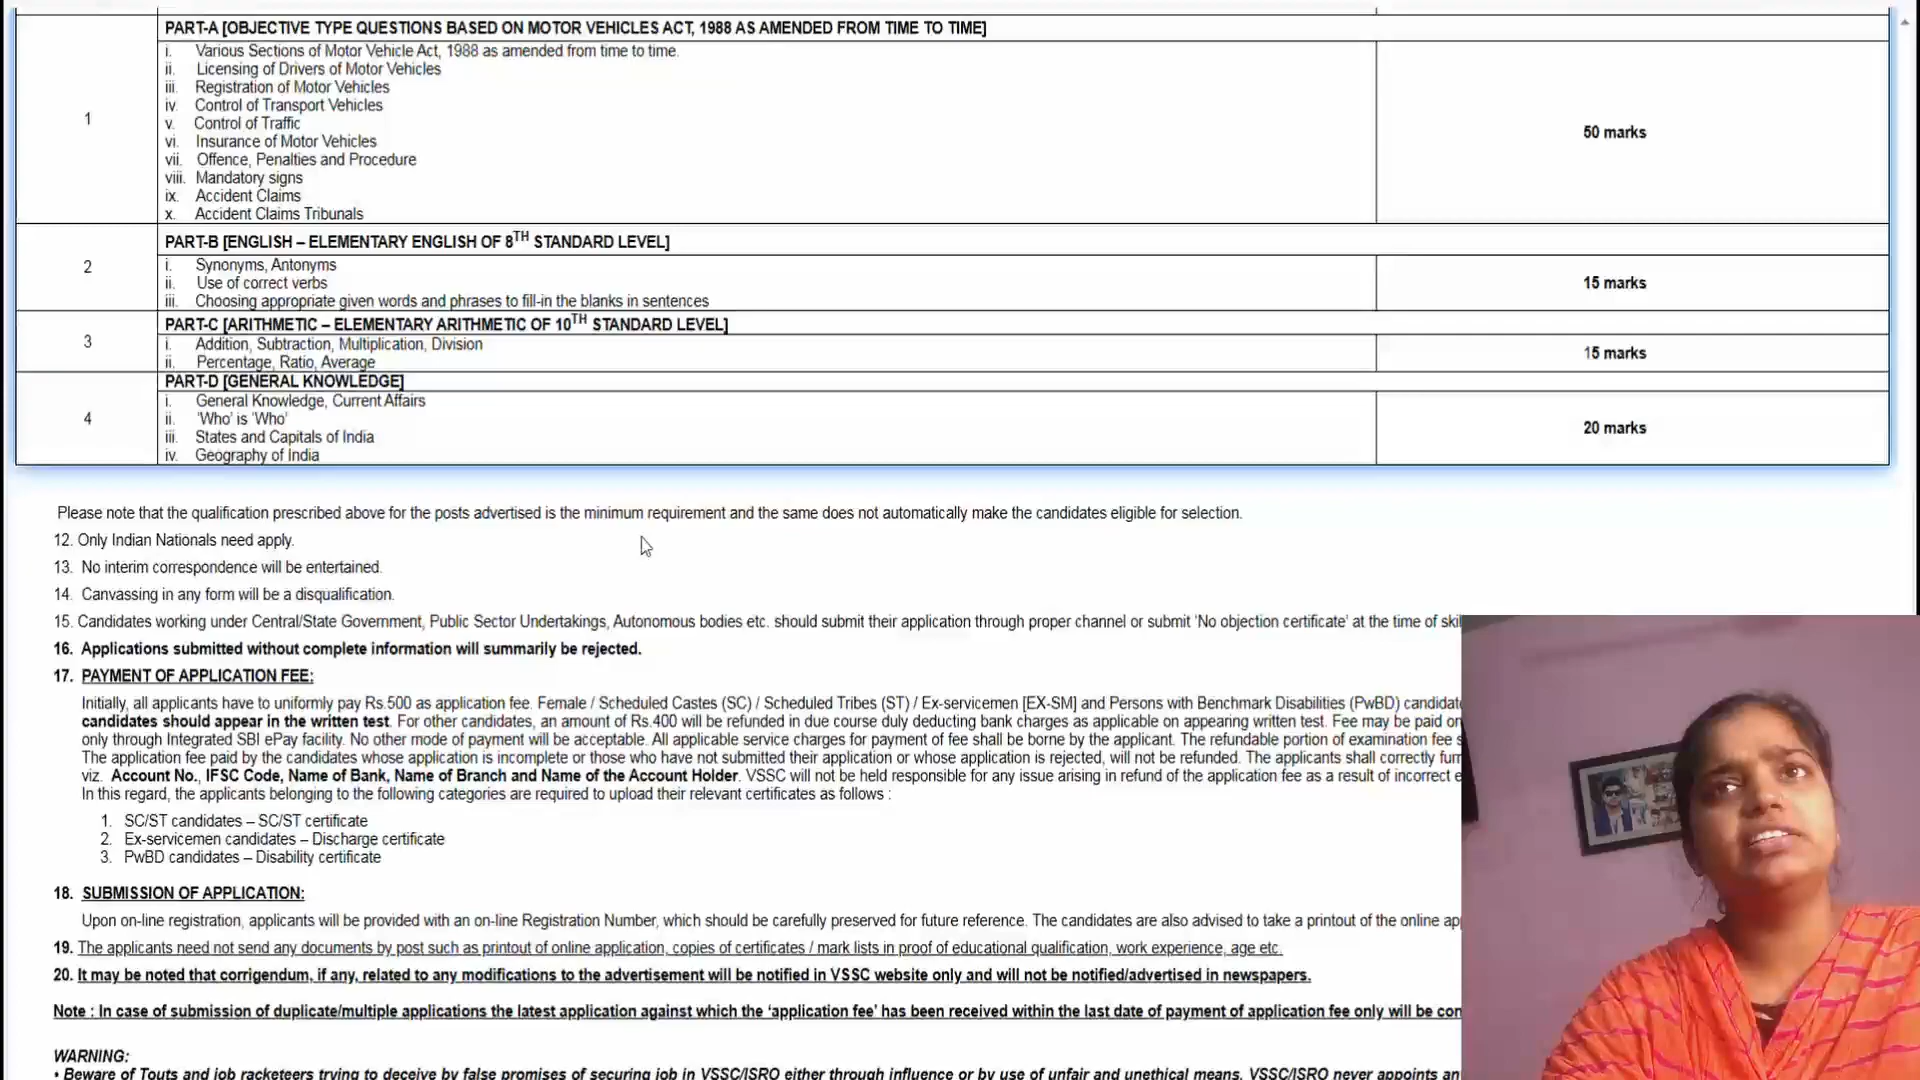 PART-A [OBJECTIVE TYPE QUESTIONS BASED ON MOTOR VEHICLES ACT, 1988 AS AMENDED FROM TIME TO TIME]
1
i. Various Sections of Motor Vehicle Act, 1988 as amended from time to time.
ii. Licensing of Drivers of Motor Vehicles
iii. Registration of Motor Vehicles
iv. Control of Transport Vehicles
v. Control of Traffic
vi. Insurance of Motor Vehicles
vii. Offence, Penalties and Procedure
viii. Mandatory signs
ix. Accident Claims
x. Accident Claims Tribunals
50 marks
PART-B [ENGLISH – ELEMENTARY ENGLISH OF 8TH STANDARD LEVEL]
2
i. Synonyms, Antonyms
ii. Use of correct verbs
iii. Choosing appropriate given words and phrases to fill-in the blanks in sentences
15 marks
PART-C [ARITHMETIC – ELEMENTARY ARITHMETIC OF 10TH STANDARD LEVEL]
3
i. Addition, Subtraction, Multiplication, Division
ii. Percentage, Ratio, Average
15 marks
PART-D [GENERAL KNOWLEDGE]
4
i. General Knowledge, Current Affairs
ii. 'Who' is 'Who'
iii. States and Capitals of India
iv. Geography of India
20 marks
Please note that the qualification prescribed above for the posts advertised is the minimum requirement and the same does not automatically make the candidates eligible for selection.
12. Only Indian Nationals need apply.
13. No interim correspondence will be entertained.
14. Canvassing in any form will be a disqualification.
15. Candidates working under Central/State Government, Public Sector Undertakings, Autonomous bodies etc. should submit their application through proper channel or submit 'No objection certificate' at the time of
16. Applications submitted without complete information will summarily be rejected.
17. PAYMENT OF APPLICATION FEE:
Initially, all applicants have to uniformly pay Rs.500 as application fee. Female / Scheduled Castes (SC) / Scheduled Tribes (ST) / Ex-servicemen [EX-SM] and Persons with Benchmark Disabilities (PwBD)
candidates should appear in the written test. For other candidates, an amount of Rs.400 will be refunded in due course duly deducting bank charges as applicable on appearing written test. Fee may be paid
only through Integrated SBI ePay facility. No other mode of payment will be acceptable. All applicable service charges for payment of fee shall be borne by the applicant. The refundable portion of examination fee
The application fee paid by the candidates whose application is incomplete or those who have not submitted their application or whose application is rejected, will not be refunded. The applicants shall correctly
viz. Account No., IFSC Code, Name of Bank, Name of Branch and Name of the Account Holder. VSSC will not be held responsible for any issue arising in refund of the application fee as a result of incorrect
In this regard, the applicants belonging to the following categories are required to upload their relevant certificates as follows :
1. SC/ST candidates – SC/ST certificate
2. Ex-servicemen candidates – Discharge certificate
3. PwBD candidates – Disability certificate
18. SUBMISSION OF APPLICATION:
Upon on-line registration, applicants will be provided with an on-line Registration Number, which should be carefully preserved for future reference. The candidates are also advised to take a printout of the online
19. The applicants need not send any documents by post such as printout of online application, copies of certificates / mark lists in proof of educational qualification, work experience, age etc.
20. It may be noted that corrigendum, if any, related to any modifications to the advertisement will be notified in VSSC website only and will not be notified/advertised in newspapers.
Note : In case of submission of duplicate/multiple applications the latest application against which the 'application fee' has been received within the last date of payment of application fee only will be
WARNING:
• Beware of Touts and job racketeers trying to deceive by false promises of securing job in VSSC/ISRO either through influence or by use of unfair and unethical means. VSSC/ISRO never appoints